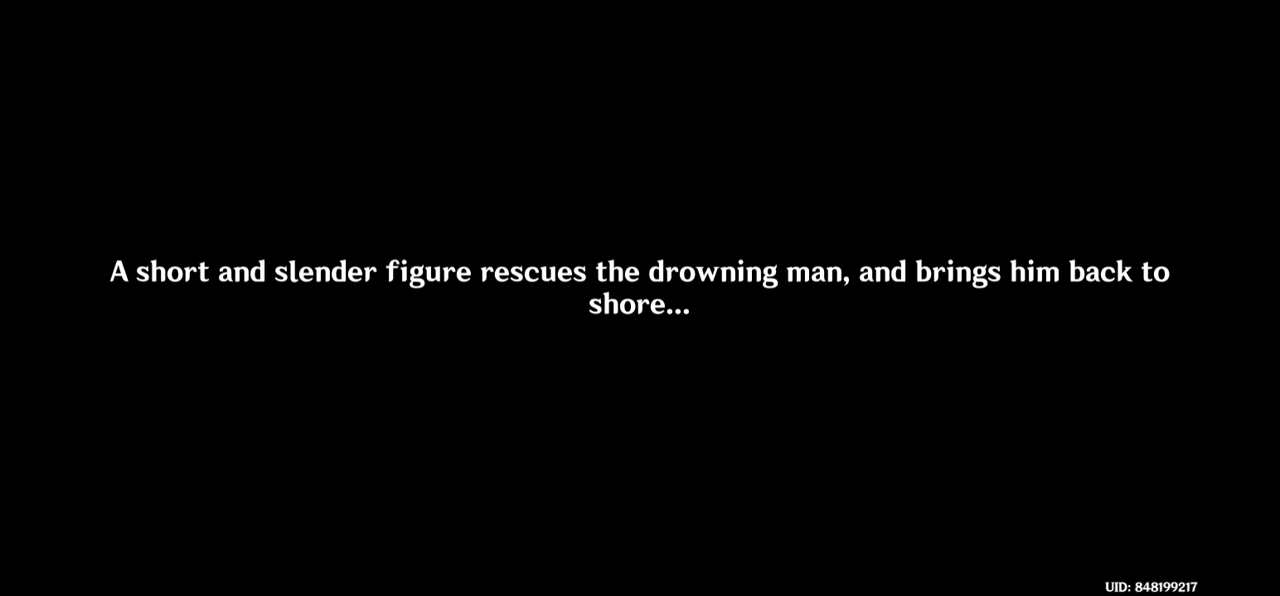 A short and slender figure rescues the drowning man, and brings him back to
shore...
UID: 848199217